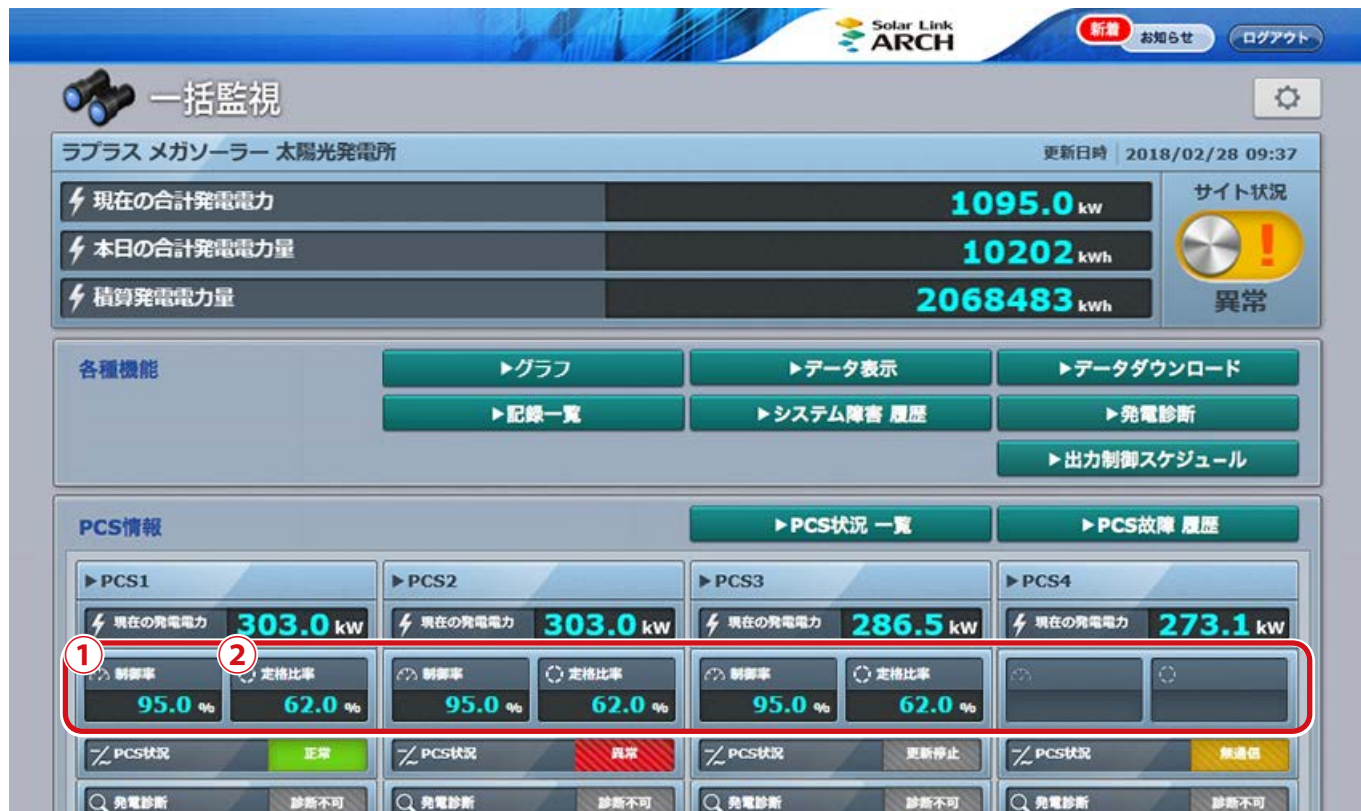 Solar Link
ARCH
新着 お知らせ ログアウト
一括監視
ラプラス メガソーラー 太陽光発電所 更新日時 2018/02/28 09:37
現在の合計発電電力 1095.0 kW
サイト状況
本日の合計発電電力量 10202 kWh
!
積算発電電力量 2068483 kWh
異常
各種機能 ▶グラフ ▶データ表示 ▶データダウンロード
▶記録一覧 ▶システム障害 履歴 ▶発電診断
▶出力制御スケジュール
PCS情報 ▶PCS状況 一覧 ▶PCS故障 履歴
▶PCS1 ▶PCS2 ▶PCS3 ▶PCS4
現在の発電電力 303.0 kW 現在の発電電力 303.0 kW 現在の発電電力 286.5 kW 現在の発電電力 273.1 kW
① ②
制御率 定格比率 制御率 定格比率 制御率 定格比率
95.0 % 62.0 % 95.0 % 62.0 % 95.0 % 62.0 %
PCS状況 正常 PCS状況 異常 PCS状況 更新停止 PCS状況 無通信
発電診断 診断不可 発電診断 診断不可 発電診断 診断不可 発電診断 診断不可